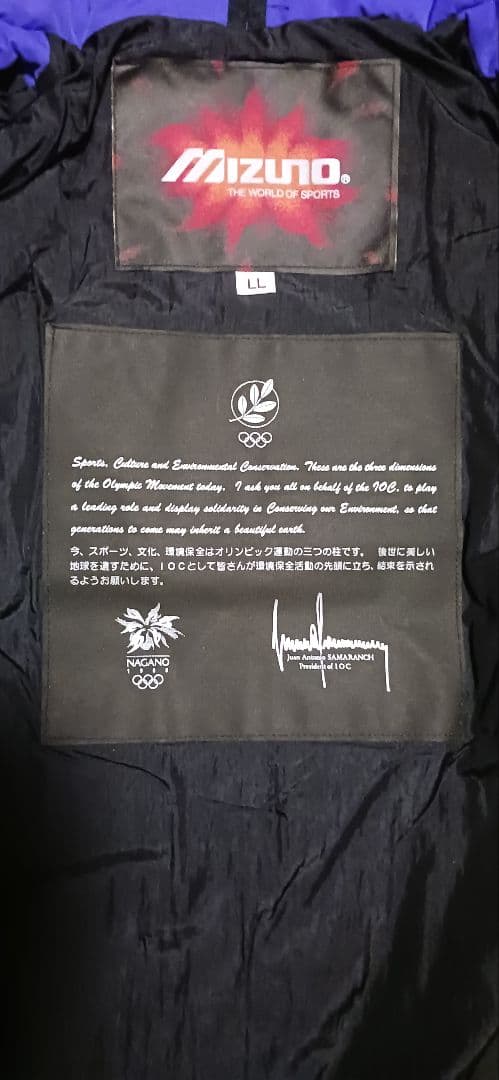 MIZUNO®
THE WORLD OF SPORTS
LL
Sports, Culture and Environmental Conservation. These are the three dimensions
of the Olympic Movement today. I ask you all on behalf of the IOC, to play
a leading role and display solidarity in Conserving our Environment, so that
generations to come may inherit a beautiful earth.
今、スポーツ、文化、環境保全はオリンピック運動の三つの柱です。 後世に美しい
地球を遺すために、IOCとして皆さんが環境保全活動の先頭に立ち、結束を示され
るようお願いします。
NAGANO
1998
Juan Antonio SAMARANCH
President of IOC